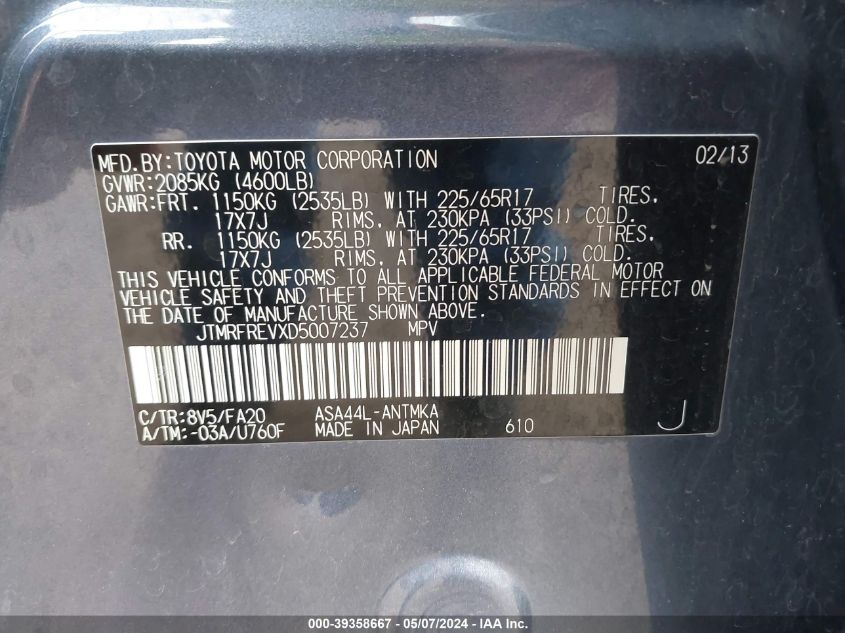 MFD.BY:TOYOTA MOTOR CORPORATION 02/13
GVWR:2085KG (4600LB)
GAWR:FRT. 1150KG (2535LB) WITH 225/65R17 TIRES.
17X7J RIMS. AT 230KPA (33PSI) COLD.
RR. 1150KG (2535LB) WITH 225/65R17 TIRES.
17X7J RIMS. AT 230KPA (33PSI) COLD.
THIS VEHICLE CONFORMS TO ALL APPLICABLE FEDERAL MOTOR
VEHICLE SAFETY AND THEFT PREVENTION STANDARDS IN EFFECT ON
THE DATE OF MANUFACTURE SHOWN ABOVE.
JTMRFREVXD5007237 MPV
C/TR:8V5/FA20 ASA44L-ANTMKA
A/TM:-03A/U760F MADE IN JAPAN 610 J
000-39358667 - 05/07/2024 - IAA Inc.